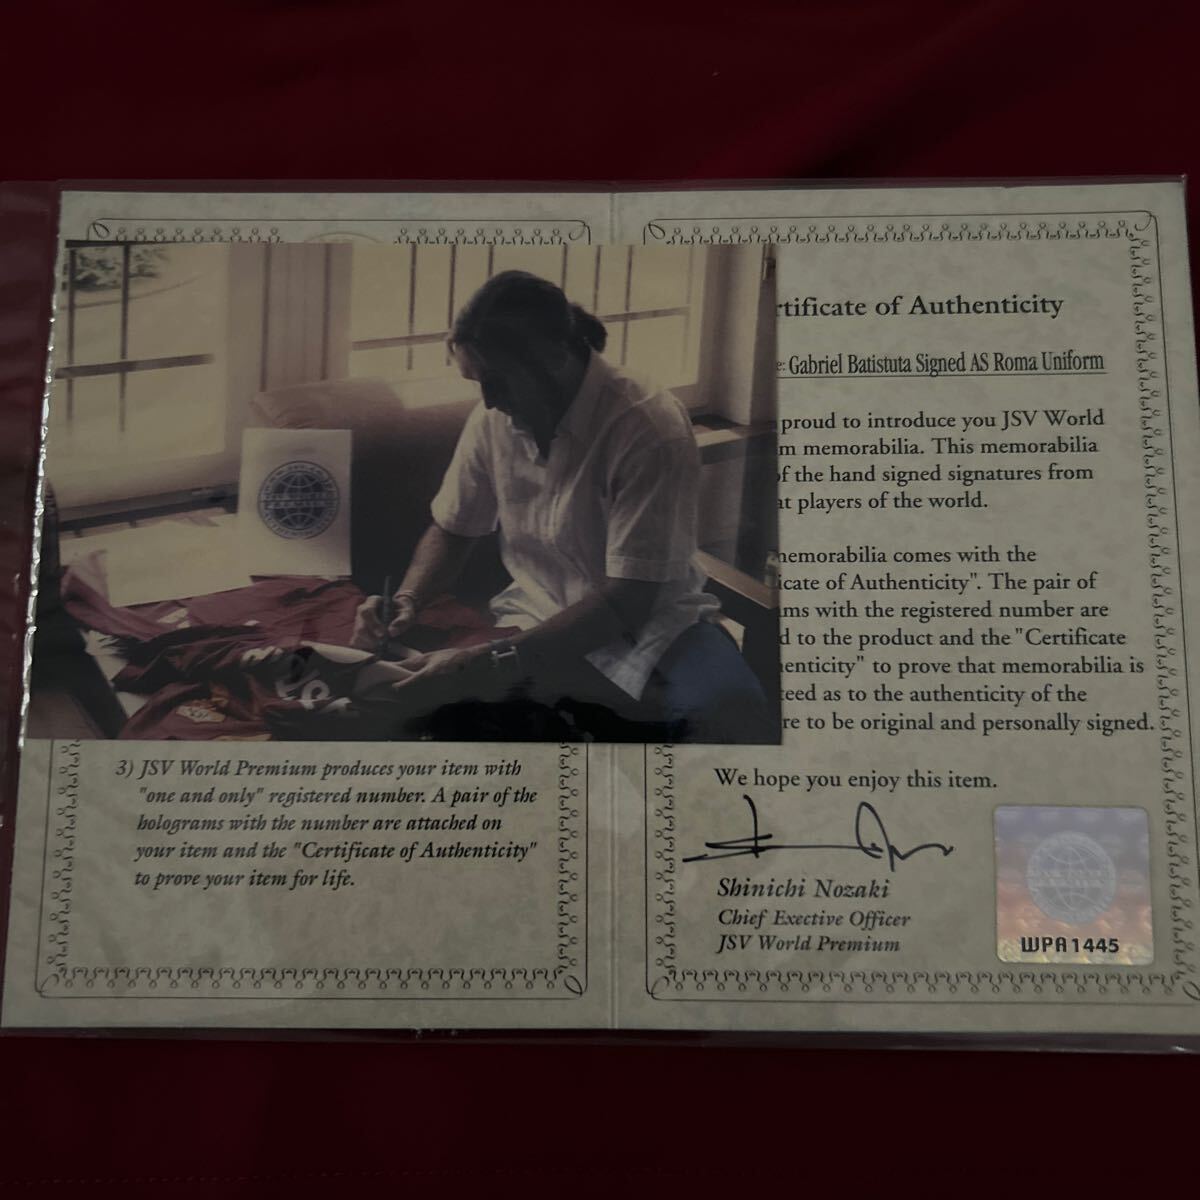 3) JSV World Premium produces your item with
"one and only" registered number. A pair of the
holograms with the number are attached on
your item and the "Certificate of Authenticity"
to prove your item for life.
rtificate of Authenticity
e: Gabriel Batistuta Signed AS Roma Uniform
proud to introduce you JSV World
m memorabilia. This memorabilia
of the hand signed signatures from
at players of the world.
memorabilia comes with the
icate of Authenticity". The pair of
ms with the registered number are
d to the product and the "Certificate
enticity" to prove that memorabilia is
eed as to the authenticity of the
re to be original and personally signed.
We hope you enjoy this item.
Shinichi Nozaki
Chief Exective Officer
JSV World Premium
WPA1445